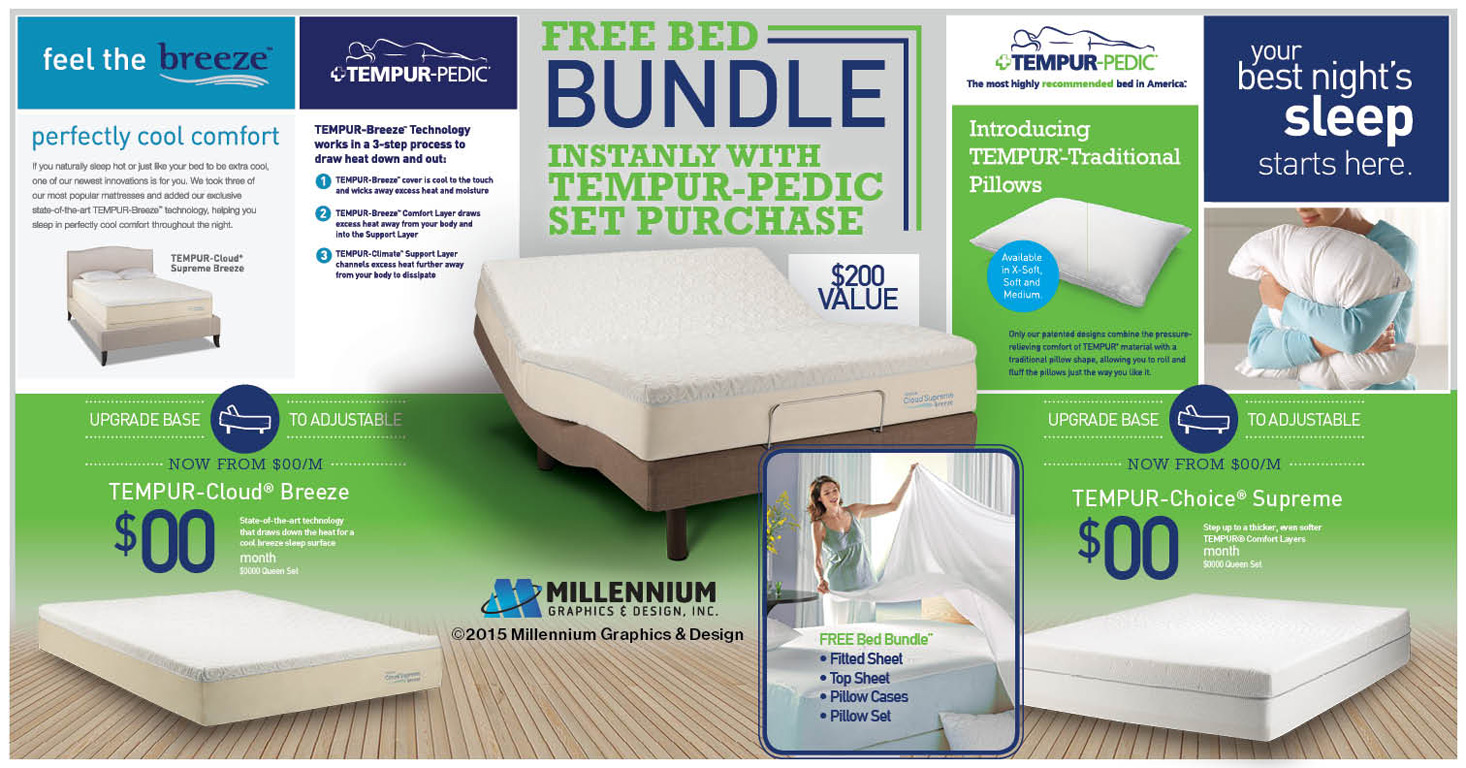 feel the breeze™
TEMPUR-PEDIC®
perfectly cool comfort
If you naturally sleep hot or just like your bed to be extra cool,
one of our newest innovations is for you. We took three of
our most popular mattresses and added our exclusive
state-of-the-art TEMPUR-Breeze™ technology, helping you
sleep in perfectly cool comfort throughout the night.
TEMPUR-Cloud®
Supreme Breeze
TEMPUR-Breeze™ Technology
works in a 3-step process to
draw heat down and out:
1 TEMPUR-Breeze™ cover is cool to the touch
and wicks away excess heat and moisture
2 TEMPUR-Breeze™ Comfort Layer draws
excess heat away from your body and
into the Support Layer
3 TEMPUR-Climate™ Support Layer
channels excess heat further away
from your body to dissipate
FREE BED
BUNDLE
INSTANLY WITH
TEMPUR-PEDIC
SET PURCHASE
$200
VALUE
TEMPUR-PEDIC®
The most highly recommended bed in America.™
Introducing
TEMPUR®-Traditional
Pillows
Available
in X-Soft,
Soft and
Medium.
Only our patented designs combine the pressure-
relieving comfort of TEMPUR® material with a
traditional pillow shape, allowing you to roll and
fluff the pillows just the way you like it.
your
best night's
sleep
starts here.
UPGRADE BASE TO ADJUSTABLE
NOW FROM $00/M
TEMPUR-Cloud® Breeze
$00
State-of-the-art technology
that draws down the heat for a
cool breeze sleep surface
month
$0000 Queen Set
Cloud Supreme
breeze
Cloud Supreme
breeze
MILLENNIUM
GRAPHICS & DESIGN, INC.
©2015 Millennium Graphics & Design
FREE Bed Bundle™
• Fitted Sheet
• Top Sheet
• Pillow Cases
• Pillow Set
UPGRADE BASE TO ADJUSTABLE
NOW FROM $00/M
TEMPUR-Choice® Supreme
$00
Step up to a thicker, even softer
TEMPUR® Comfort Layers
month
$0000 Queen Set